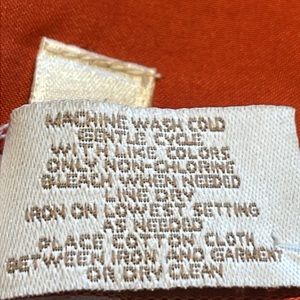 MACHINE WASH COLD
GENTLE CYCLE
WITH LIKE COLORS
ONLY NON-CHLORINE
BLEACH WHEN NEEDED
LINE DRY
IRON ON LOWEST SETTING
AS NEEDED
PLACE COTTON CLOTH
BETWEEN IRON AND GARMENT
OR DRY CLEAN